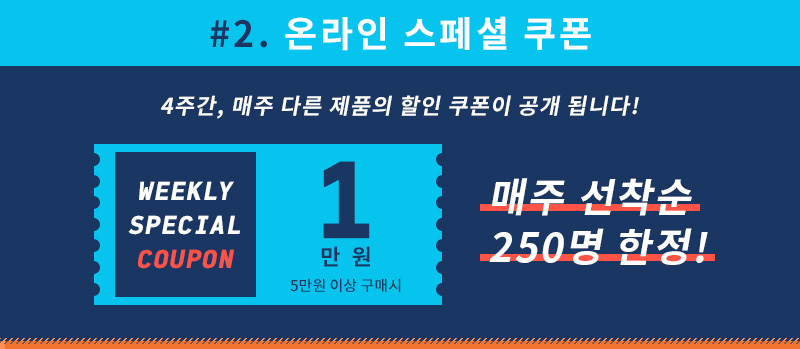 #2. 온라인 스페셜 쿠폰
4주간, 매주 다른 제품의 할인 쿠폰이 공개 됩니다!
WEEKLY
SPECIAL
COUPON
1
만 원
5만원 이상 구매시
매주 선착순
250명 한정!